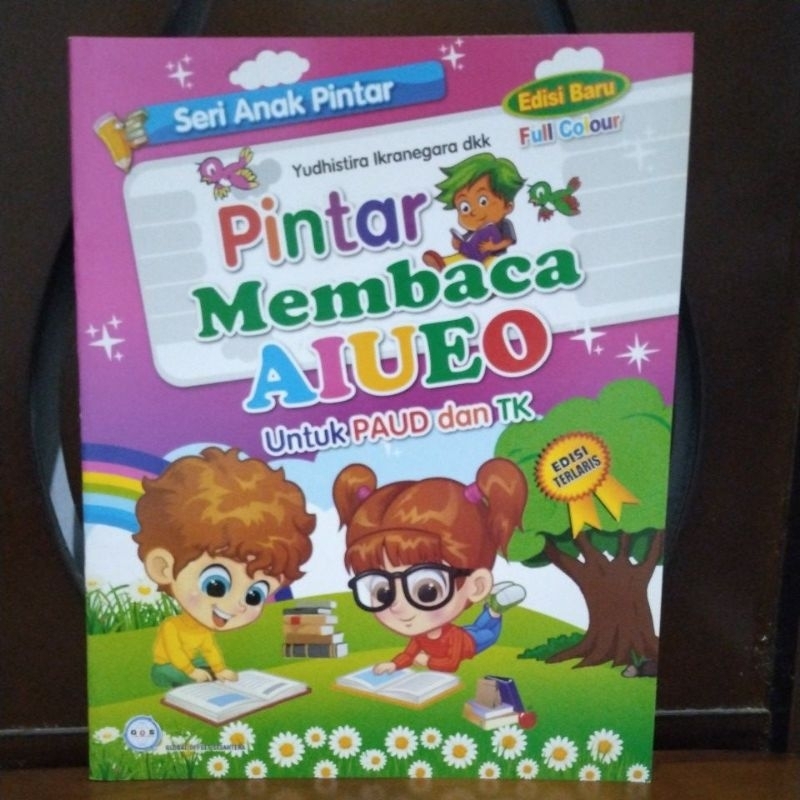 Seri Anak Pintar
Edisi Baru
Full Colour
Yudhistira Ikranegara dkk
Pintar
Membaca
AIUEO
Untuk PAUD dan TK
EDISI
TERLARIS